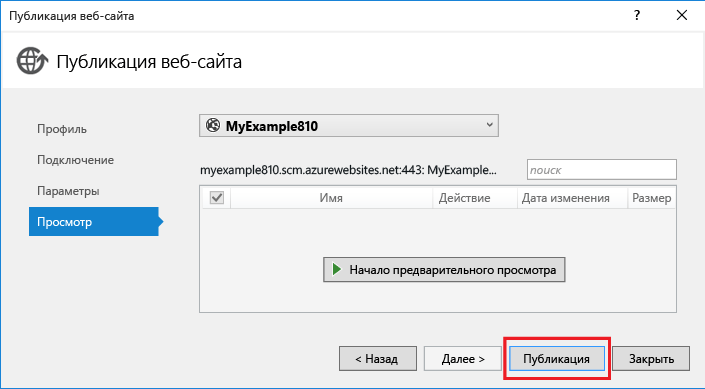 Публикация веб-сайта
?
Публикация веб-сайта
Профиль
Подключение
Параметры
Просмотр
MyExample810
myexample810.scm.azurewebsites.net:443: MyExample...
поиск
Имя Действие Дата изменения Размер
Начало предварительного просмотра
< Назад Далее > Публикация Закрыть